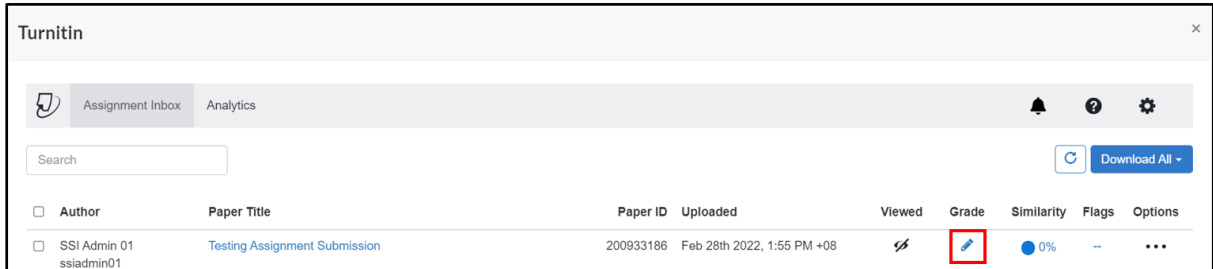 Turnitin
Assignment Inbox Analytics
Search
Download All
Author Paper Title Paper ID Uploaded Viewed Grade Similarity Flags Options
SSI Admin 01 Testing Assignment Submission 200933186 Feb 28th 2022, 1:55 PM +08 0% --
ssiadmin01